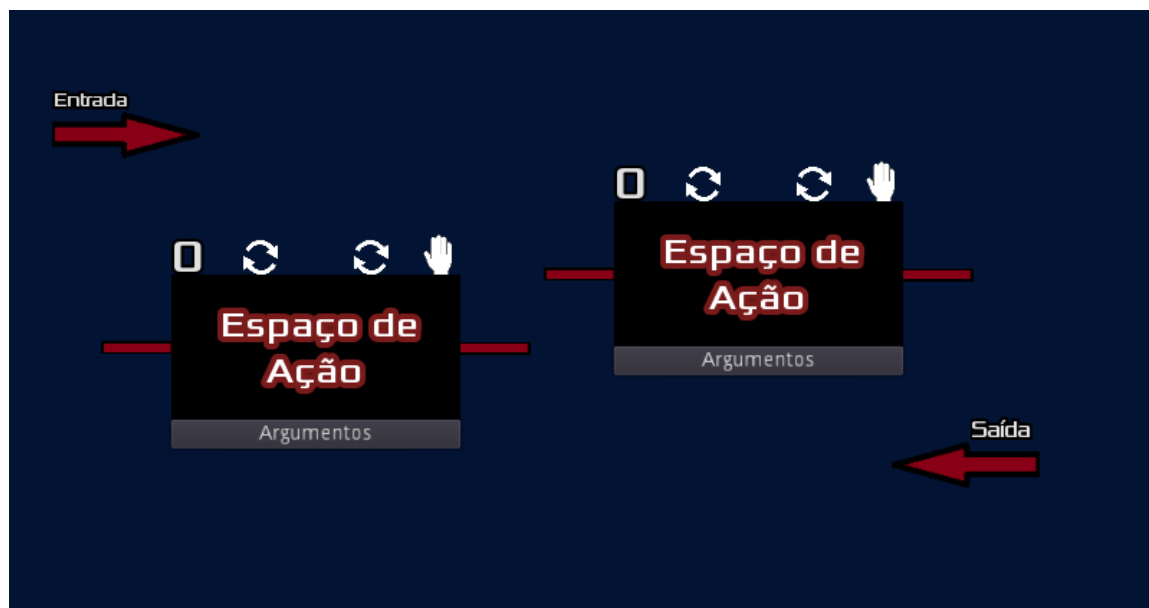 Entrada
0
Espaço de
Ação
Argumentos
0
Espaço de
Ação
Argumentos
Saída